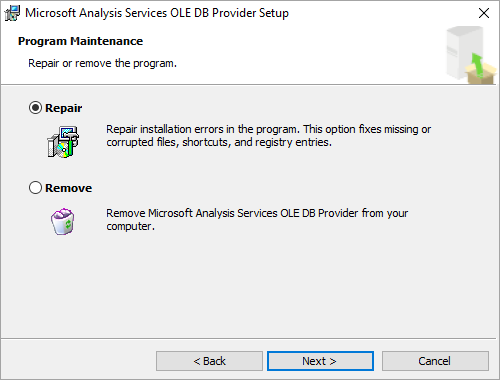 Microsoft Analysis Services OLE DB Provider Setup
Program Maintenance
Repair or remove the program.
Repair
Repair installation errors in the program. This option fixes missing or
corrupted files, shortcuts, and registry entries.
Remove
Remove Microsoft Analysis Services OLE DB Provider from your
computer.
< Back
Next >
Cancel